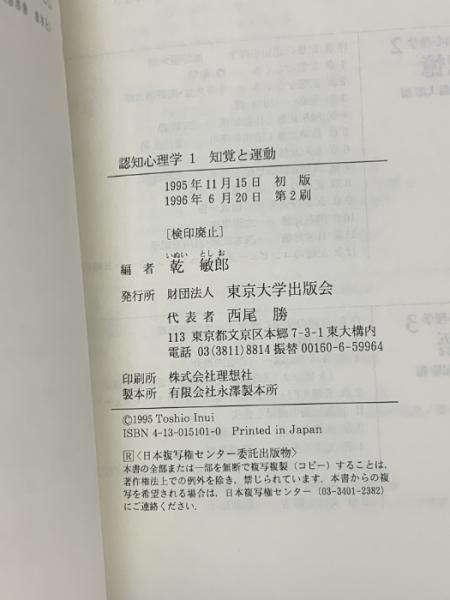 認知心理学 1 知覚と運動
1995年11月15日 初 版
1996年 6月20日 第2刷
[検印廃止]
いぬい とし お
編 者 乾 敏郎
発行所 財団法人 東京大学出版会
代 表 者 西尾 勝
113 東京都文京区本郷7-3-1東大構内
電話 03(3811)8814 振替00160-6-59964
印刷所 株式会社理想社
製本所 有限会社永澤製本所
©1995 Toshio Inui
ISBN 4-13-015101-0 Printed in Japan
R〈日本複写権センター委託出版物〉
本書の全部または一部を無断で複写複製(コピー)することは,
著作権法上での例外を除き,禁じられています.本書からの複
写を希望される場合は,日本複写権センター(03-3401-2382)
にご連絡ください.